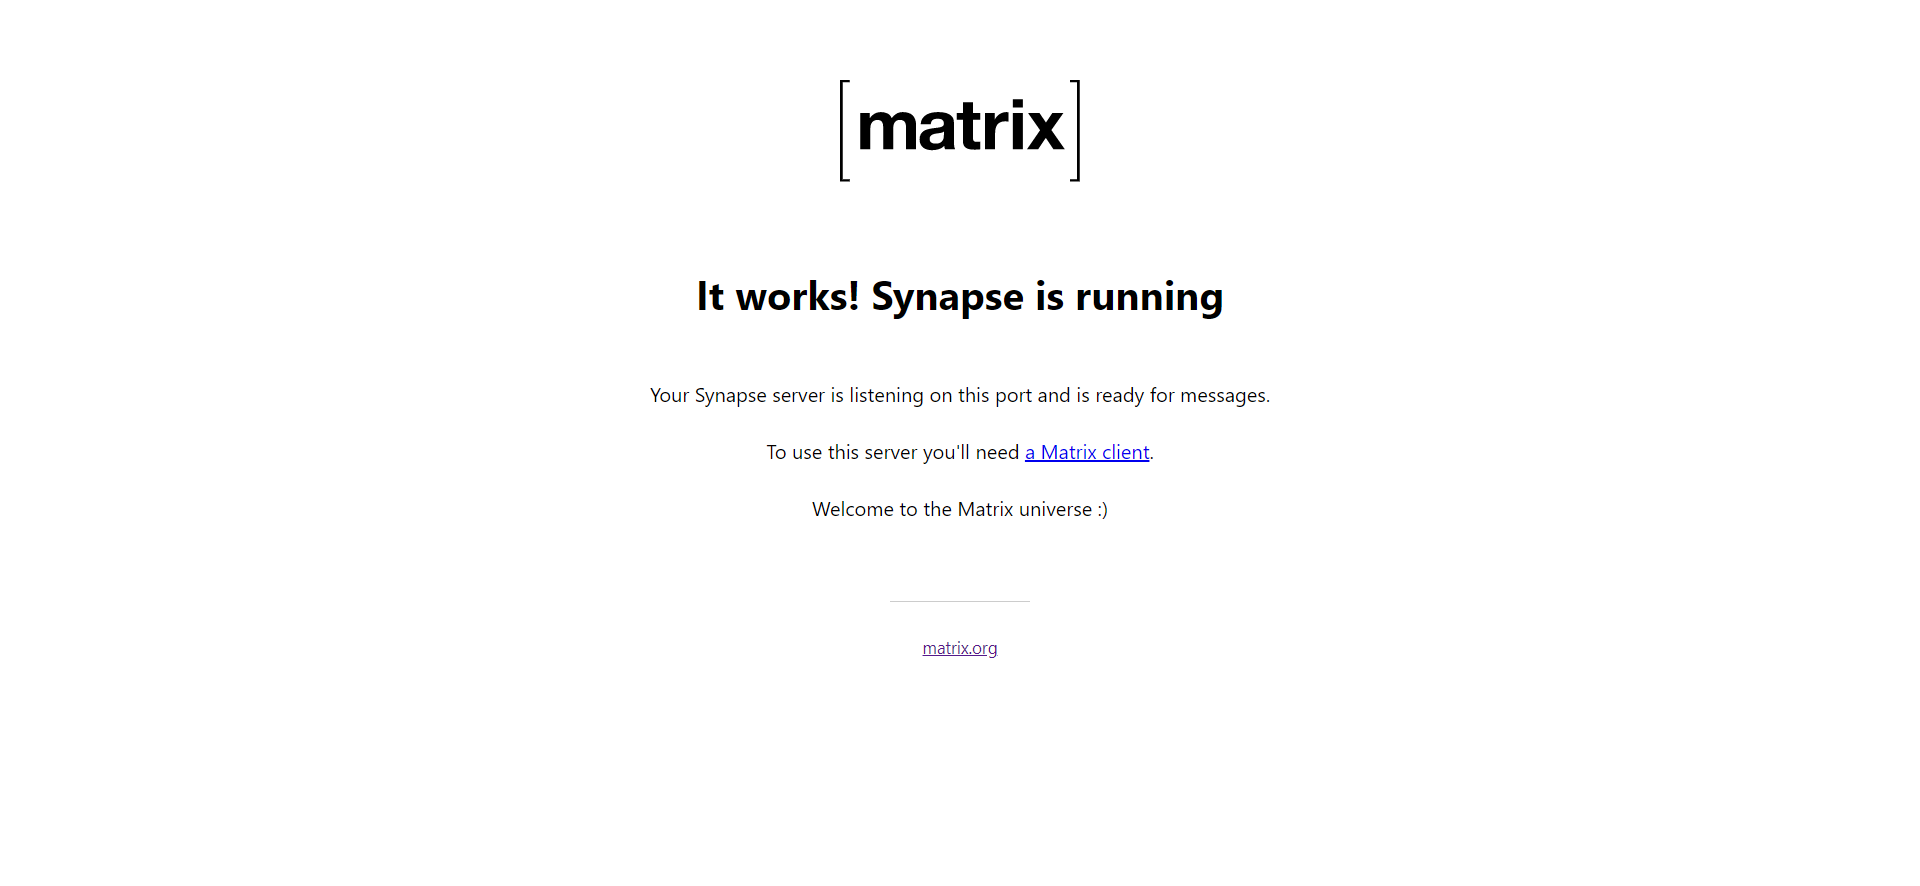 [matrix]
It works! Synapse is running
Your Synapse server is listening on this port and is ready for messages.
To use this server you'll need a Matrix client.
Welcome to the Matrix universe :)
matrix.org